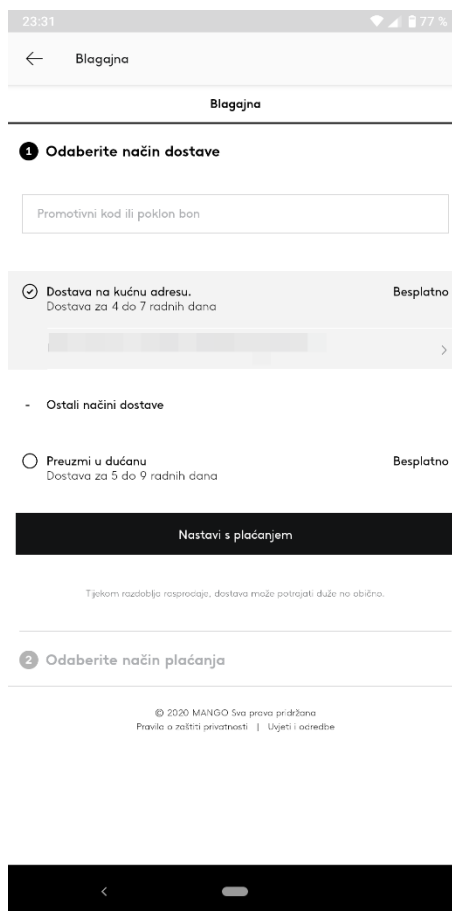 23:31 77 %
Blagajna
Blagajna
1 Odaberite način dostave
Promotivni kod ili poklon bon
Dostava na kućnu adresu. Besplatno
Dostava za 4 do 7 radnih dana
- Ostali načini dostave
Preuzmi u dućanu Besplatno
Dostava za 5 do 9 radnih dana
Nastavi s plaćanjem
Tijekom razdoblja rasprodaje, dostava može potrajati duže no obično.
2 Odaberite način plaćanja
© 2020 MANGO Sva prava pridržana
Pravila o zaštiti privatnosti | Uvjeti i odredbe